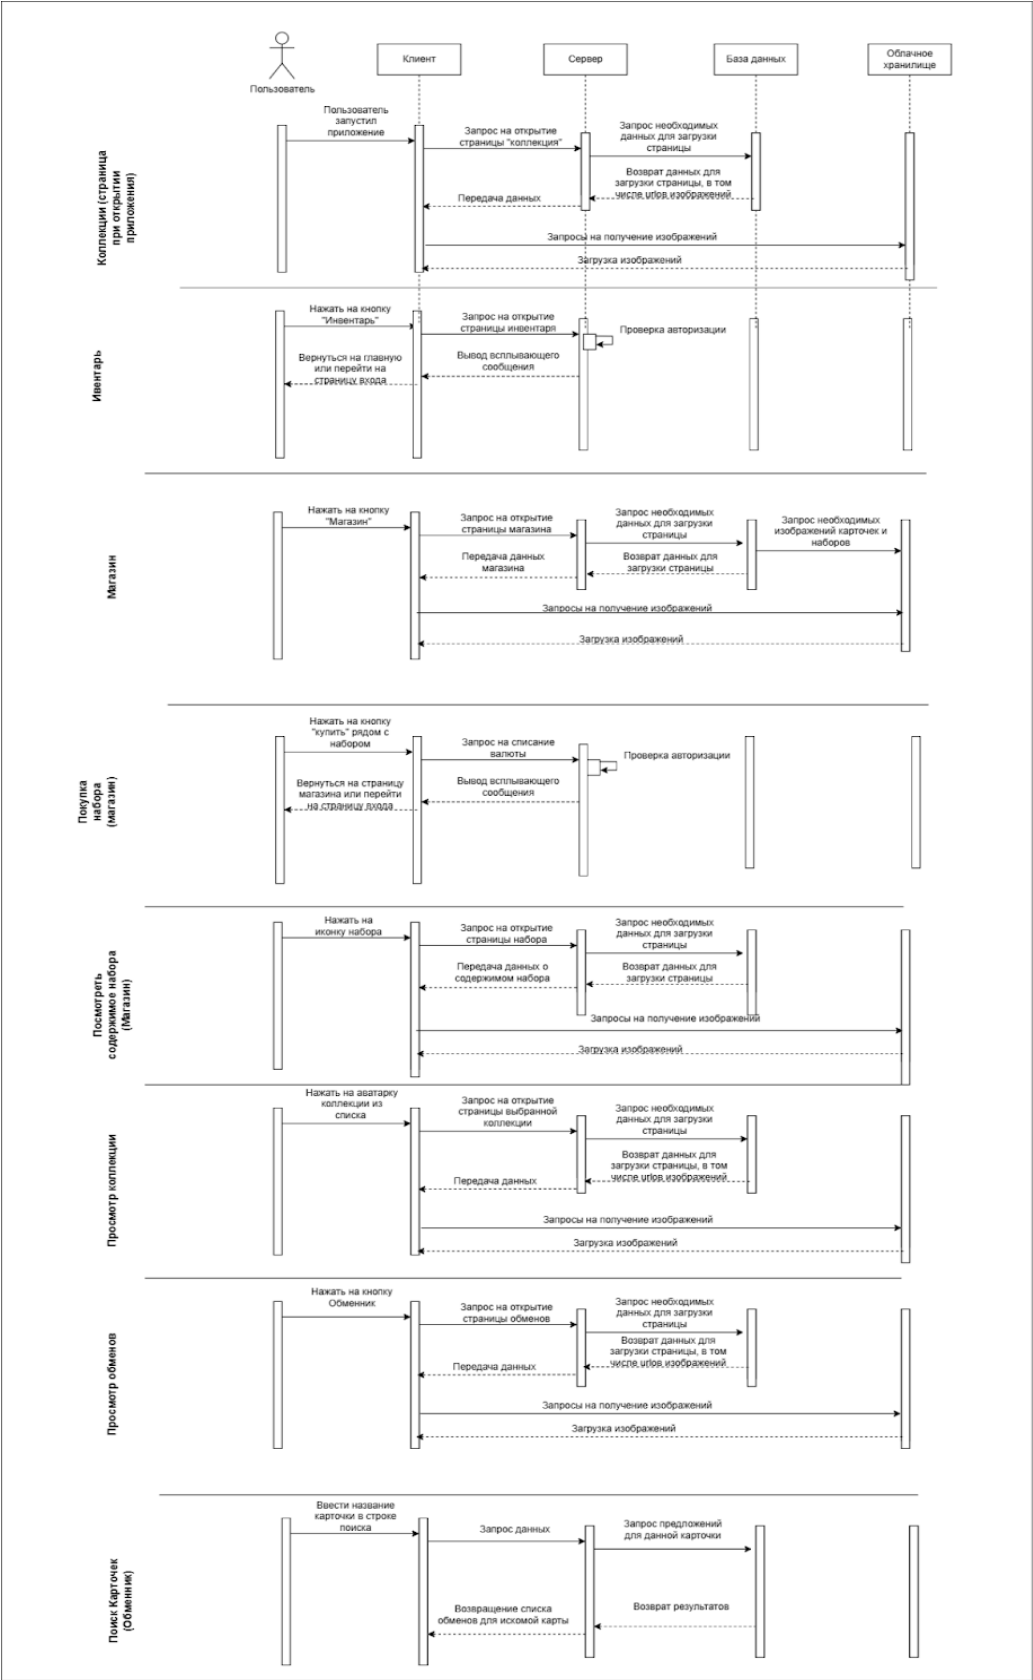 Пользователь
Клиент
Сервер
База данных
Облачное
хранилище
Коллекции (страница
при открытии
приложения)
Пользователь
запустил
приложение
Запрос на открытие
страницы "коллекция"
Запрос необходимых
данных для загрузки
страницы
Возврат данных для
загрузки страницы, в том
числе urlов изображений
Передача данных
Запросы на получение изображений
Загрузка изображений
Ивентарь
Нажать на кнопку
"Инвентарь"
Запрос на открытие
страницы инвентаря
Проверка авторизации
Вернуться на главную
или перейти на
страницу входа
Вывод всплывающего
сообщения
Магазин
Нажать на кнопку
"Магазин"
Запрос на открытие
страницы магазина
Запрос необходимых
данных для загрузки
страницы
Запрос необходимых
изображений карточек и
наборов
Передача данных
магазина
Возврат данных для
загрузки страницы
Запросы на получение изображений
Загрузка изображений
Покупка
набора
(магазин)
Нажать на кнопку
"купить" рядом с
набором
Запрос на списание
валюты
Проверка авторизации
Вернуться на страницу
магазина или перейти
на страницу входа
Вывод всплывающего
сообщения
Посмотреть
содержимое набора
(Магазин)
Нажать на
иконку набора
Запрос на открытие
страницы набора
Запрос необходимых
данных для загрузки
страницы
Передача данных о
содержимом набора
Возврат данных для
загрузки страницы
Запросы на получение изображений
Загрузка изображений
Просмотр коллекции
Нажать на аватарку
коллекции из
списка
Запрос на открытие
страницы выбранной
коллекции
Запрос необходимых
данных для загрузки
страницы
Возврат данных для
загрузки страницы, в том
числе urlов изображений
Передача данных
Запросы на получение изображений
Загрузка изображений
Просмотр обменов
Нажать на кнопку
Обменник
Запрос на открытие
страницы обменов
Запрос необходимых
данных для загрузки
страницы
Возврат данных для
загрузки страницы, в том
числе urlов изображений
Передача данных
Запросы на получение изображений
Загрузка изображений
Поиск Карточек
(Обменник)
Ввести название
карточки в строке
поиска
Запрос данных
Запрос предложений
для данной карточки
Возвращение списка
обменов для искомой карты
Возврат результатов